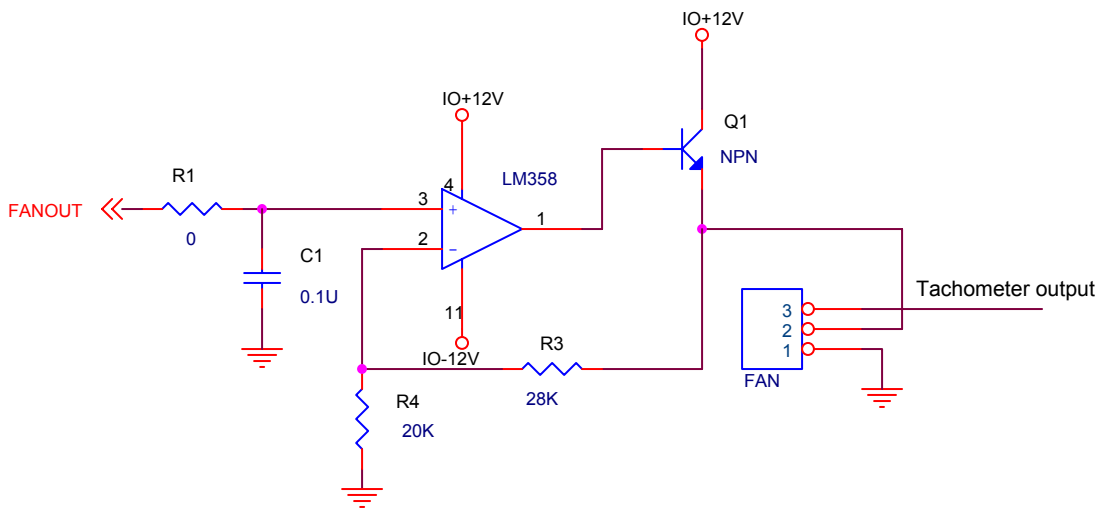 IO+12V
Q1
NPN
IO+12V
4
LM358
R1
3
+
1
FANOUT
2
-
0
C1
0.1U
11
IO-12V
R3
28K
R4
20K
Tachometer output
3
2
1
FAN